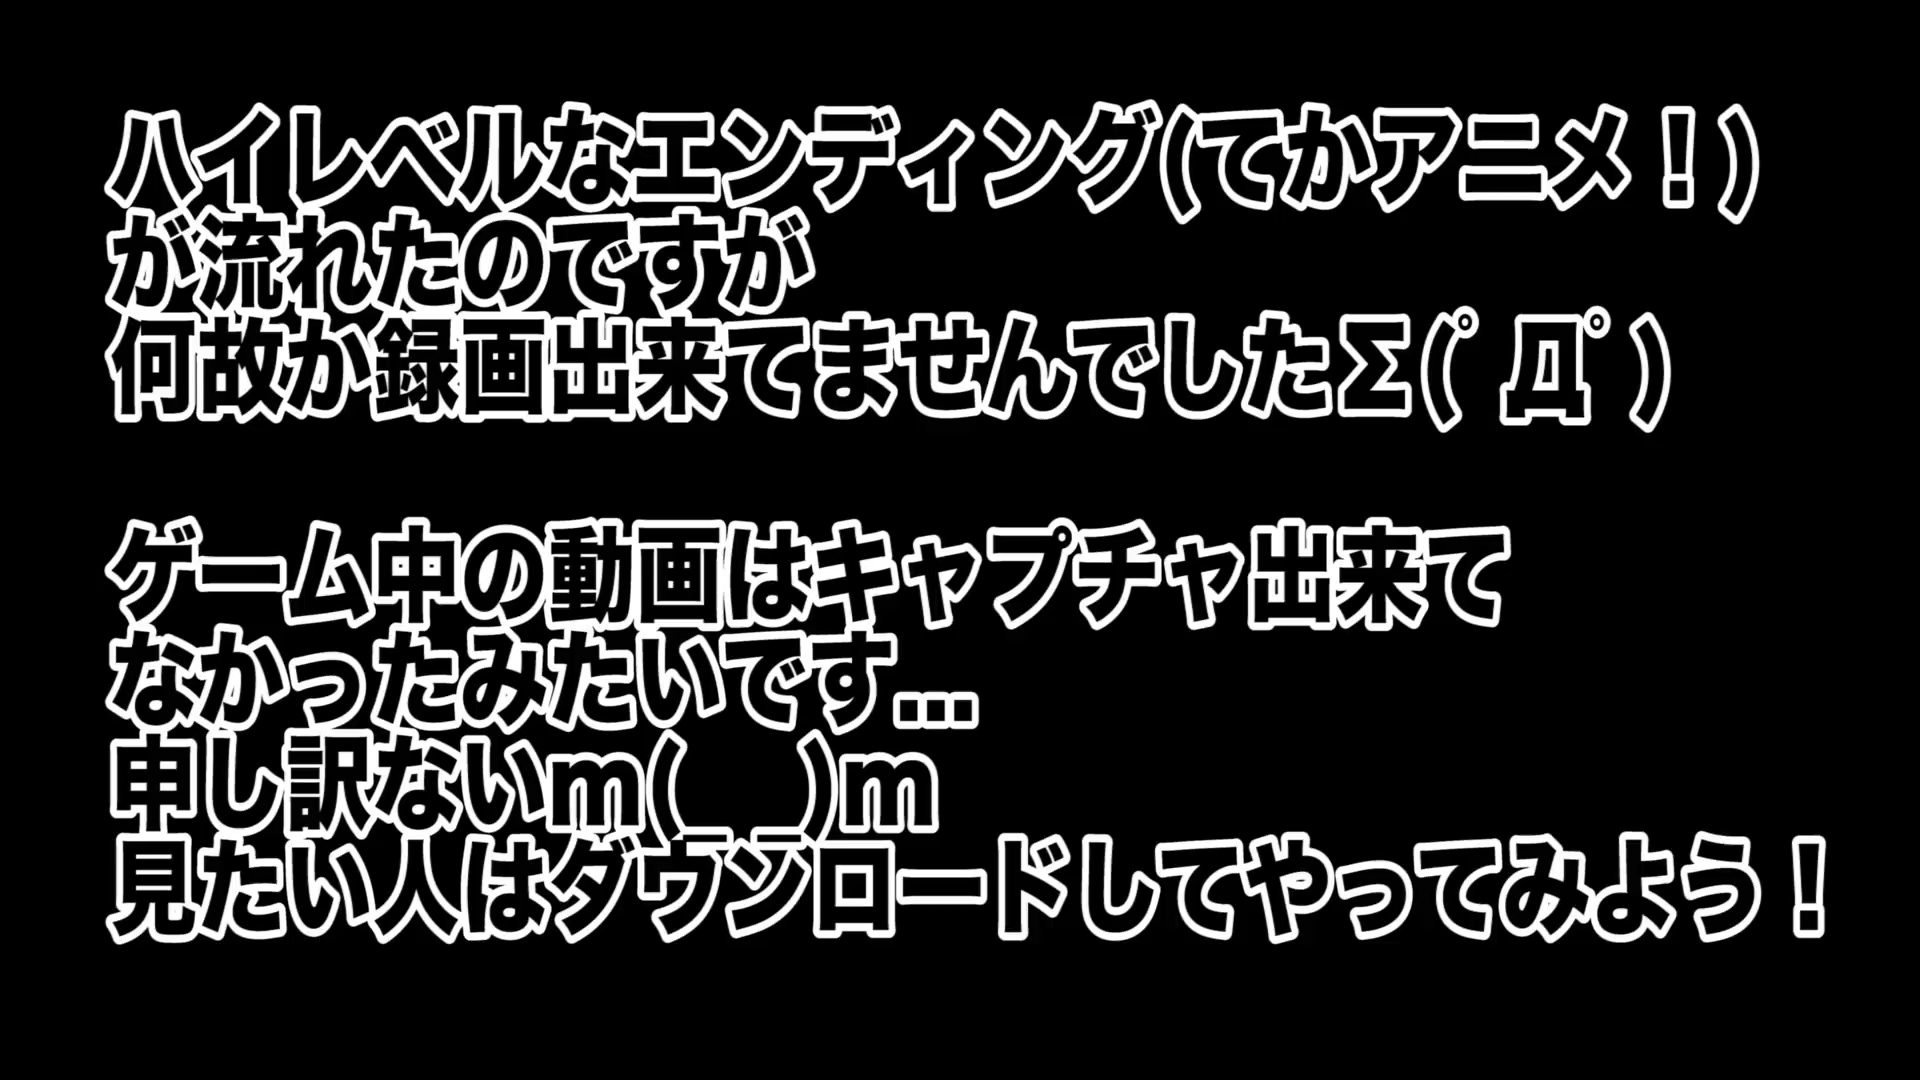 ハイレベルなエンディング(てかアニメ！)
が流れたのですが
何故か録画出来てませんでしたΣ(ﾟДﾟ)
ゲーム中の動画はキャプチャ出来て
なかったみたいです...
申し訳ないm(__)m
見たい人はダウンロードしてやってみよう！